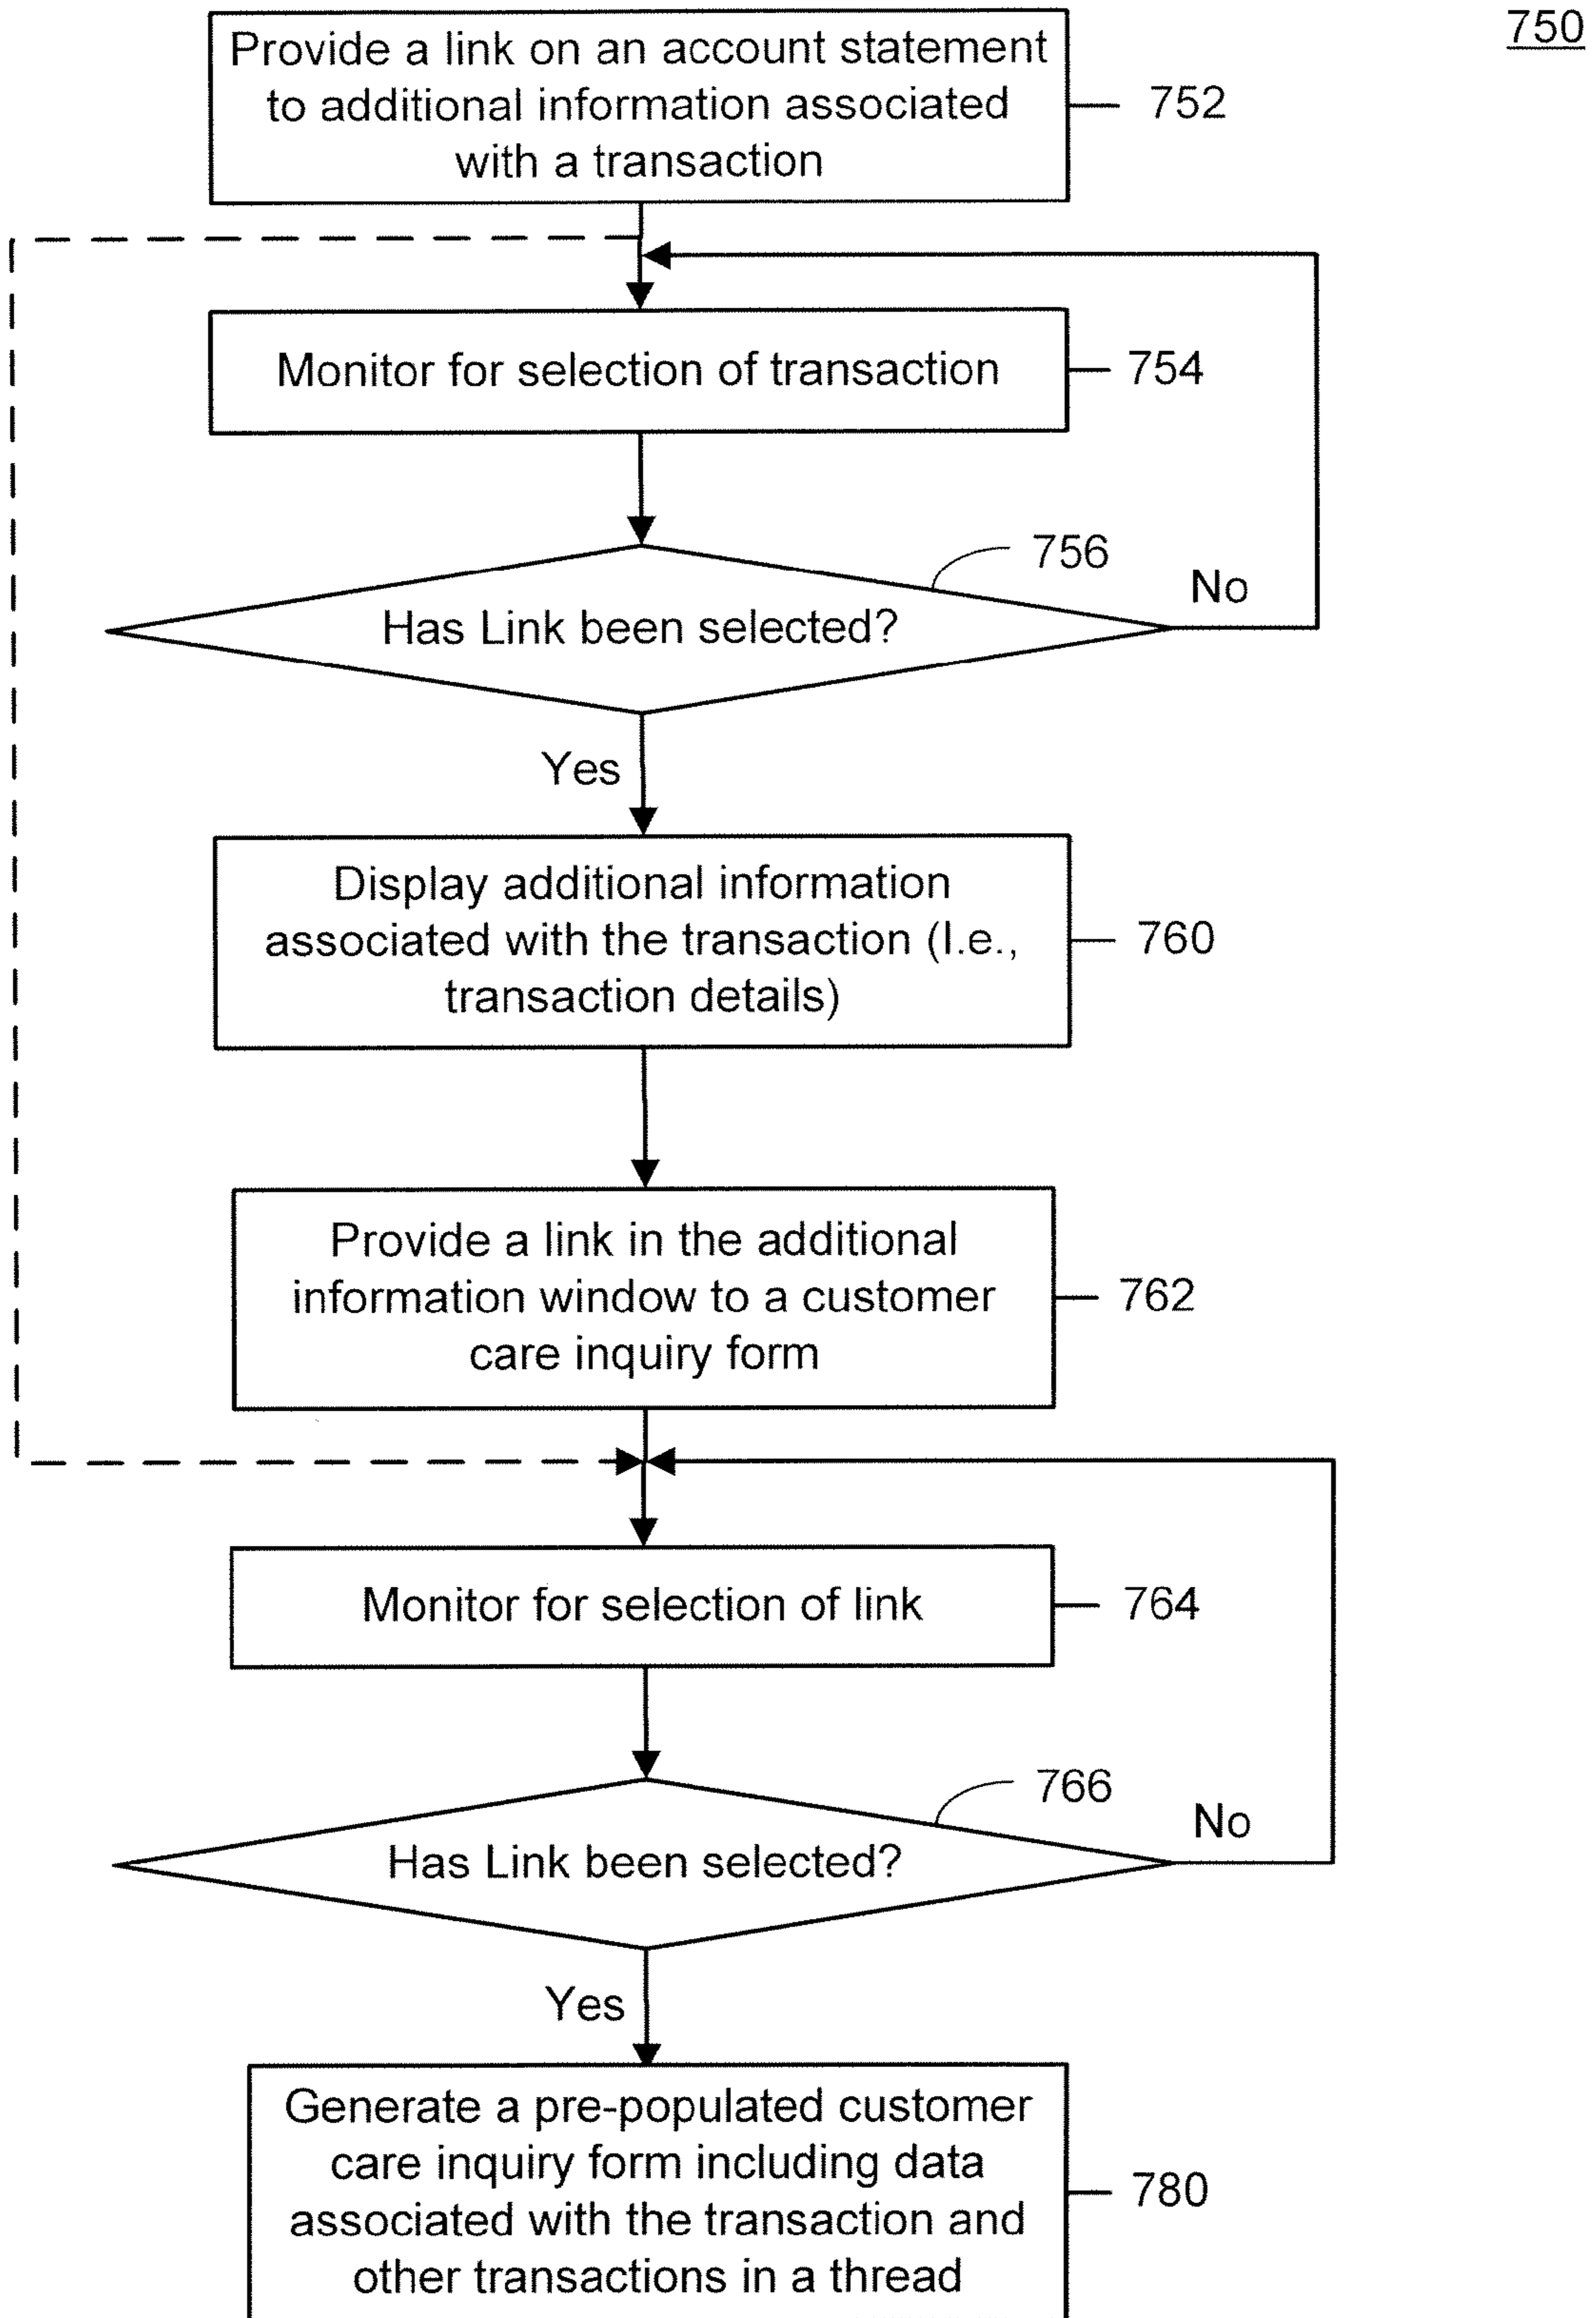 750
Provide a link on an account statement
to additional information associated
with a transaction
752
Monitor for selection of transaction
754
756
No
Has Link been selected?
Yes
Display additional information
associated with the transaction (I.e.,
transaction details)
760
Provide a link in the additional
information window to a customer
care inquiry form
762
Monitor for selection of link
764
766
No
Has Link been selected?
Yes
Generate a pre-populated customer
care inquiry form including data
associated with the transaction and
other transactions in a thread
780